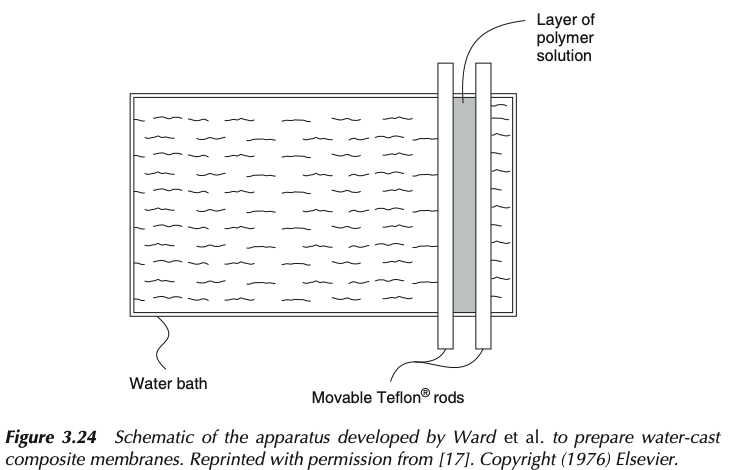 Layer of
polymer
solution
Water bath
Movable Teflon® rods
Figure 3.24 Schematic of the apparatus developed by Ward et al. to prepare water-cast
composite membranes. Reprinted with permission from [17]. Copyright (1976) Elsevier.